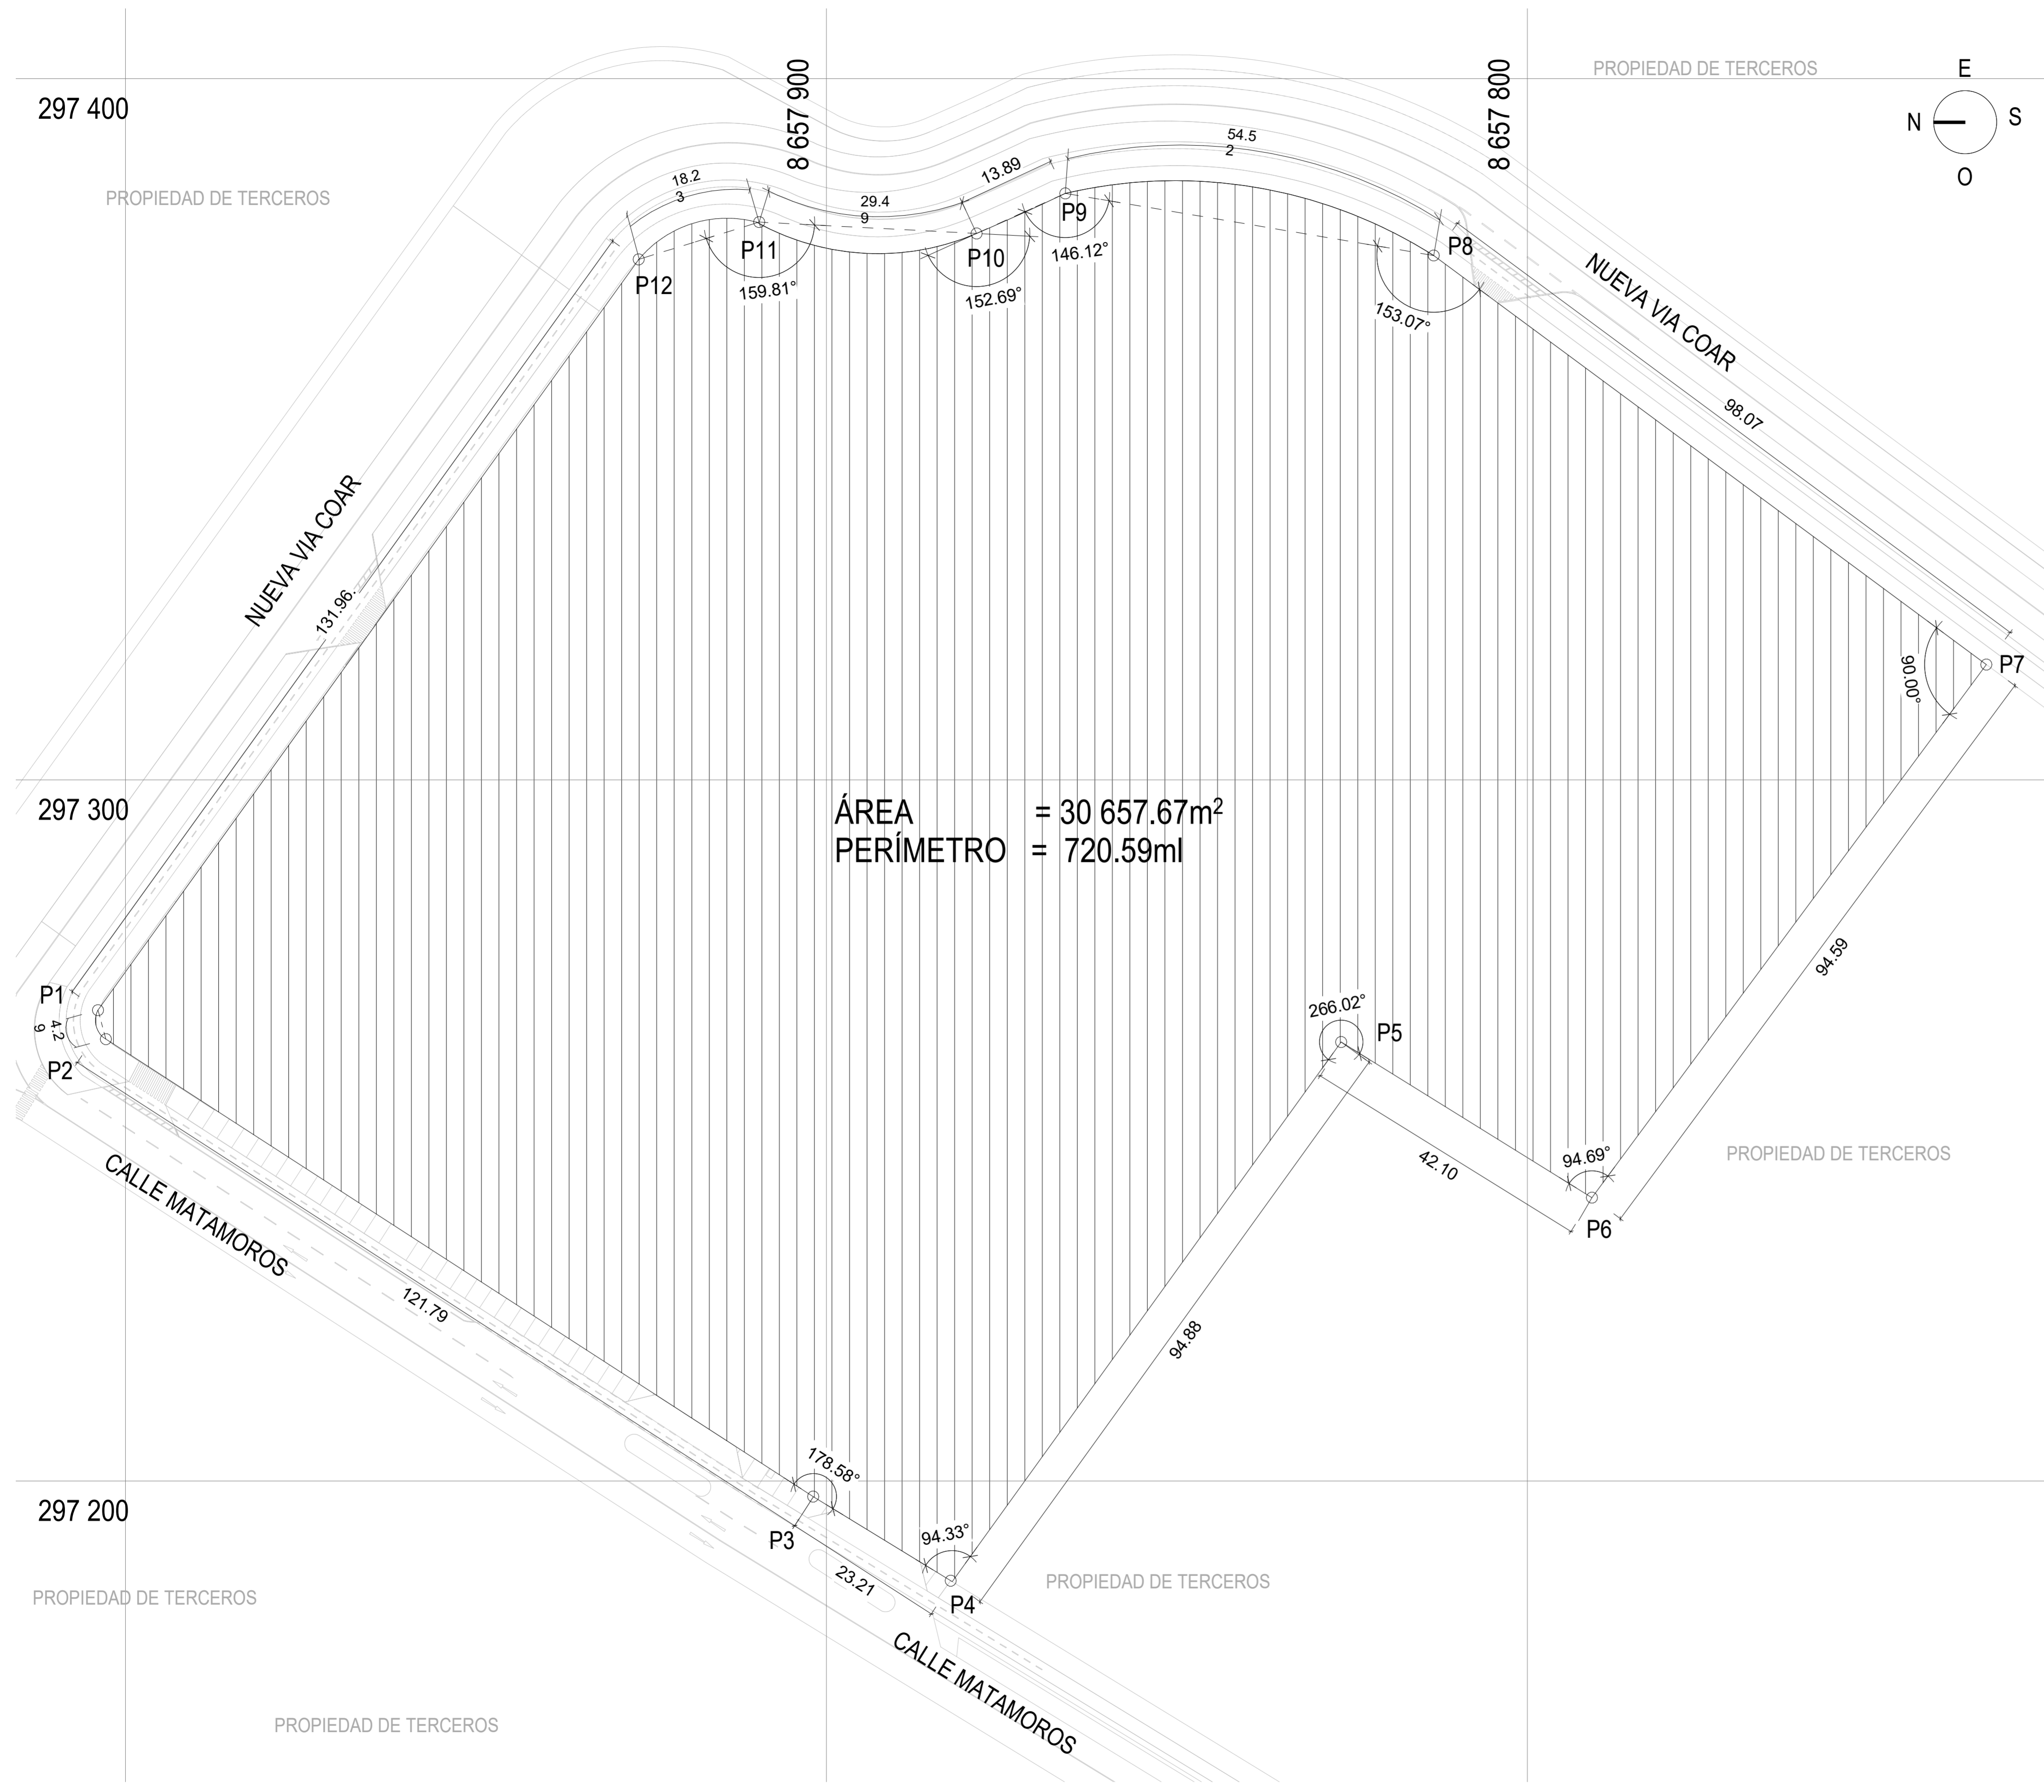 PROPIEDAD DE TERCEROS
E
N
S
O
297 400
8 657 900
8 657 800
PROPIEDAD DE TERCEROS
54.5
2
13.89
18.2
3
29.4
9
P9
P8
P11
P10
P12
146.12°
159.81°
152.69°
153.07°
NUEVA VIA COAR
98.07
NUEVA VIA COAR
131.96.
P7
90.00°
297 300
ÁREA = 30 657.67m²
PERÍMETRO = 720.59ml
94.59
P1
4.2
9
P2
266.02°
P5
PROPIEDAD DE TERCEROS
94.69°
42.10
P6
CALLE MATAMOROS
121.79
94.88
178.58°
297 200
P3
94.33°
23.21
P4
PROPIEDAD DE TERCEROS
PROPIEDAD DE TERCEROS
CALLE MATAMOROS
PROPIEDAD DE TERCEROS